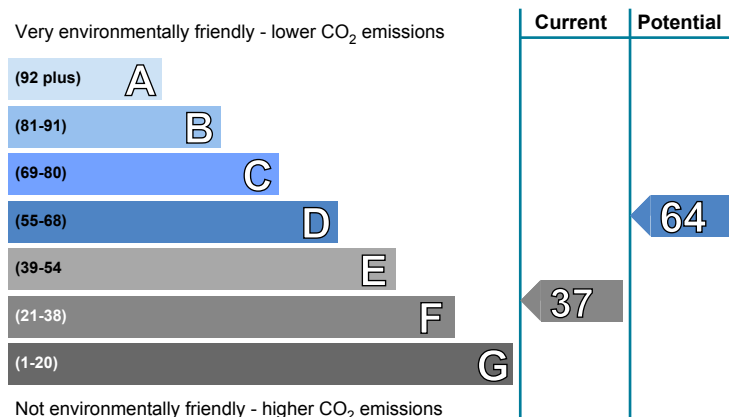 Current Potential
Very environmentally friendly - lower CO2 emissions
(92 plus) A
(81-91) B
(69-80) C
(55-68) D
64
(39-54 E
(21-38) F
37
(1-20) G
Not environmentally friendly - higher CO2 emissions